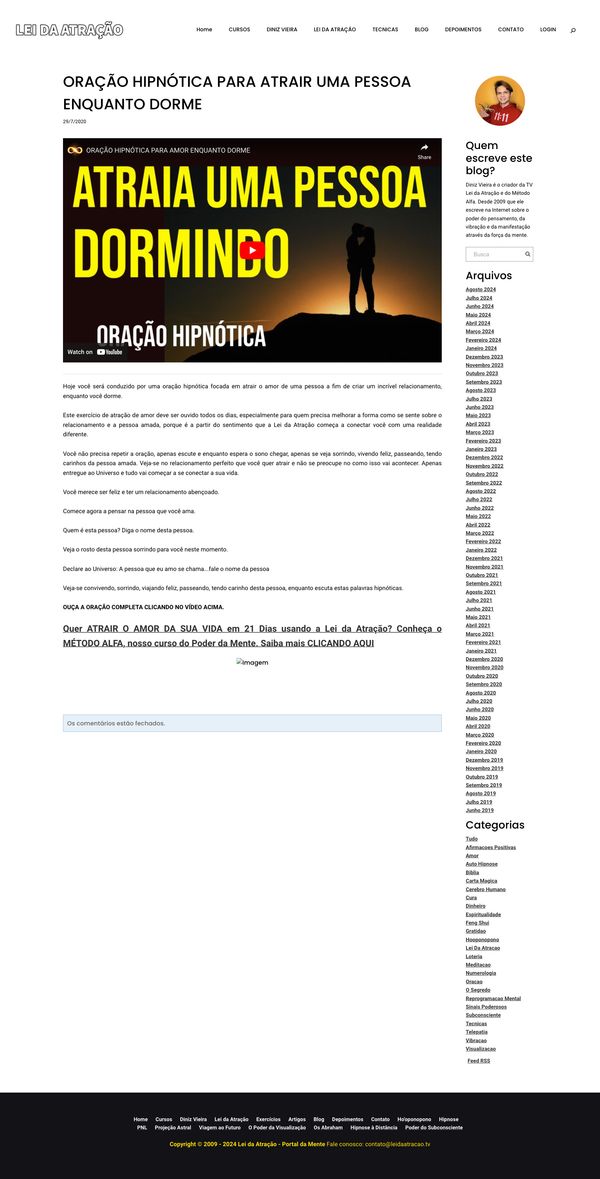 LEI DA ATRAÇÃO
Home CURSOS DINIZ VIEIRA LEI DA ATRAÇÃO TECNICAS BLOG DEPOIMENTOS CONTATO LOGIN
ORAÇÃO HIPNÓTICA PARA ATRAIR UMA PESSOA
ENQUANTO DORME
29/7/2020
ORAÇÃO HIPNÓTICA PARA AMOR ENQUANTO DORME
Share
ATRAIA UMA PESSOA
DORMINDO
ORAÇÃO HIPNÓTICA
Watch on YouTube
Hoje você será conduzido por uma oração hipnótica focada em atrair o amor de uma pessoa a fim de criar um incrível relacionamento,
enquanto você dorme.
Este exercício de atração de amor deve ser ouvido todos os dias, especialmente para quem precisa melhorar a forma como se sente sobre o
relacionamento e a pessoa amada, porque é a partir do sentimento que a Lei da Atração começa a conectar você com uma realidade
diferente.
Você não precisa repetir a oração, apenas escute e enquanto espera o sono chegar, apenas se veja sorrindo, vivendo feliz, passeando, tendo
carinhos da pessoa amada. Veja-se no relacionamento perfeito que você quer atrair e não se preocupe no como isso vai acontecer. Apenas
entregue ao Universo e tudo vai começar a se conectar a sua vida.
Você merece ser feliz e ter um relacionamento abençoado.
Comece agora a pensar na pessoa que você ama.
Quem é esta pessoa? Diga o nome desta pessoa.
Veja o rosto desta pessoa sorrindo para você neste momento.
Declare ao Universo: A pessoa que eu amo se chama...fale o nome da pessoa
Veja-se convivendo, sorrindo, viajando feliz, passeando, tendo carinho desta pessoa, enquanto escuta estas palavras hipnóticas.
OUÇA A ORAÇÃO COMPLETA CLICANDO NO VÍDEO ACIMA.
Quer ATRAIR O AMOR DA SUA VIDA em 21 Dias usando a Lei da Atração? Conheça o
MÉTODO ALFA, nosso curso do Poder da Mente. Saiba mais CLICANDO AQUI
Imagem
Os comentários estão fechados.
11:11
Quem
escreve este
blog?
Diniz Vieira é o criador da TV
Lei da Atração e do Método
Alfa. Desde 2009 que ele
escreve na Internet sobre o
poder do pensamento, da
vibração e da manifestação
através da força da mente.
Busca
Arquivos
Agosto 2024
Julho 2024
Junho 2024
Maio 2024
Abril 2024
Março 2024
Fevereiro 2024
Janeiro 2024
Dezembro 2023
Novembro 2023
Outubro 2023
Setembro 2023
Agosto 2023
Julho 2023
Junho 2023
Maio 2023
Abril 2023
Março 2023
Fevereiro 2023
Janeiro 2023
Dezembro 2022
Novembro 2022
Outubro 2022
Setembro 2022
Agosto 2022
Julho 2022
Junho 2022
Maio 2022
Abril 2022
Março 2022
Fevereiro 2022
Janeiro 2022
Dezembro 2021
Novembro 2021
Outubro 2021
Setembro 2021
Agosto 2021
Julho 2021
Junho 2021
Maio 2021
Abril 2021
Março 2021
Fevereiro 2021
Janeiro 2021
Dezembro 2020
Novembro 2020
Outubro 2020
Setembro 2020
Agosto 2020
Julho 2020
Junho 2020
Maio 2020
Abril 2020
Março 2020
Fevereiro 2020
Janeiro 2020
Dezembro 2019
Novembro 2019
Outubro 2019
Setembro 2019
Agosto 2019
Julho 2019
Junho 2019
Categorias
Tudo
Afirmacoes Positivas
Amor
Auto Hipnose
Biblia
Carta Magica
Cerebro Humano
Cura
Dinheiro
Espiritualidade
Feng Shui
Gratidao
Hooponopono
Lei Da Atracao
Loteria
Meditacao
Numerologia
Oracao
O Segredo
Reprogramacao Mental
Sinais Poderosos
Subconsciente
Tecnicas
Telepatia
Vibracao
Visualizacao
Feed RSS
Home Cursos Diniz Vieira Lei da Atração Exercícios Artigos Blog Depoimentos Contato Ho'oponopono Hipnose
PNL Projeção Astral Viagem ao Futuro O Poder da Visualização Os Abraham Hipnose à Distância Poder do Subconsciente
Copyright © 2009 - 2024 Lei da Atração - Portal da Mente Fale conosco: contato@leidaatracao.tv